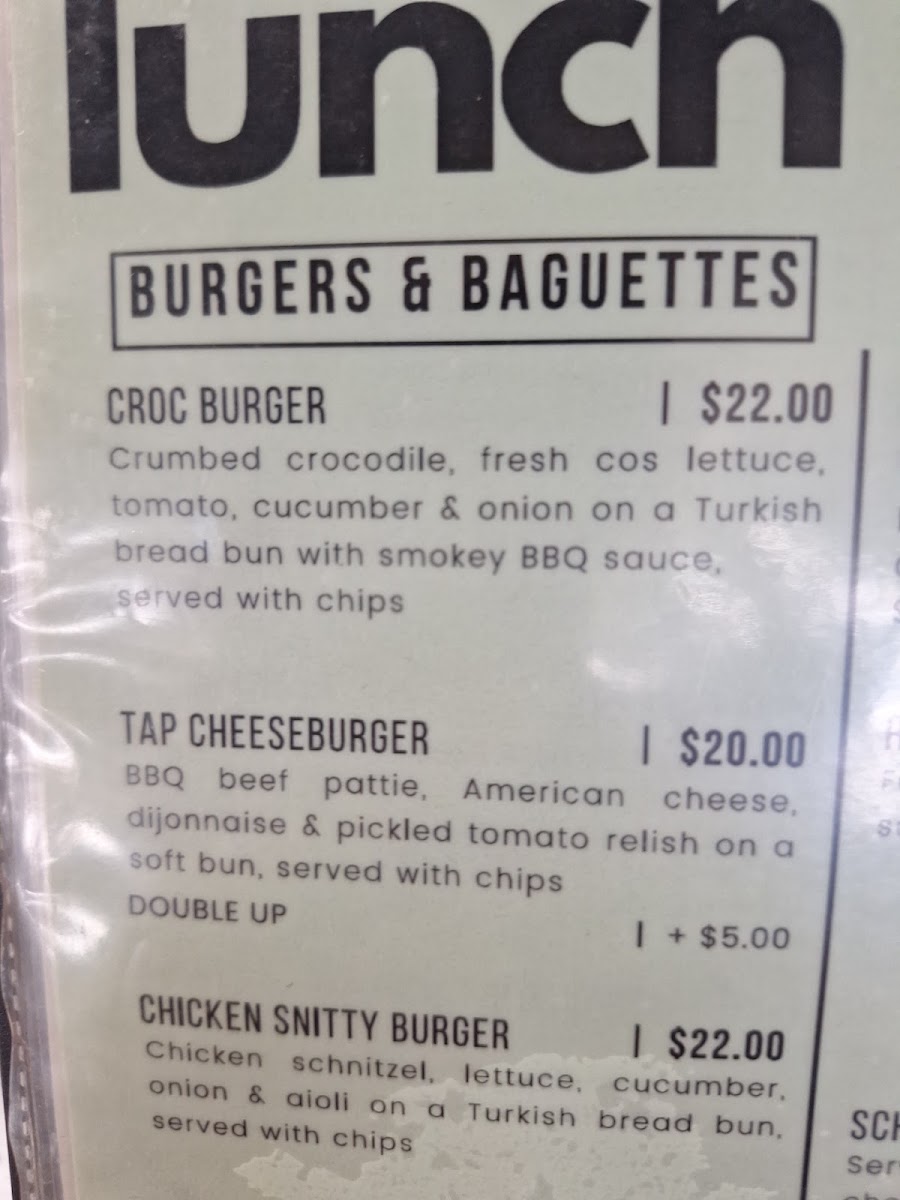 lunch
BURGERS & BAGUETTES
CROC BURGER | $22.00
Crumbed crocodile, fresh cos lettuce,
tomato, cucumber & onion on a Turkish
bread bun with smokey BBQ sauce,
served with chips
TAP CHEESEBURGER | $20.00
BBQ beef pattie, American cheese,
dijonnaise & pickled tomato relish on a
soft bun, served with chips
DOUBLE UP | + $5.00
CHICKEN SNITTY BURGER | $22.00
Chicken schnitzel, lettuce, cucumber,
onion & aioli on a Turkish bread bun,
served with chips